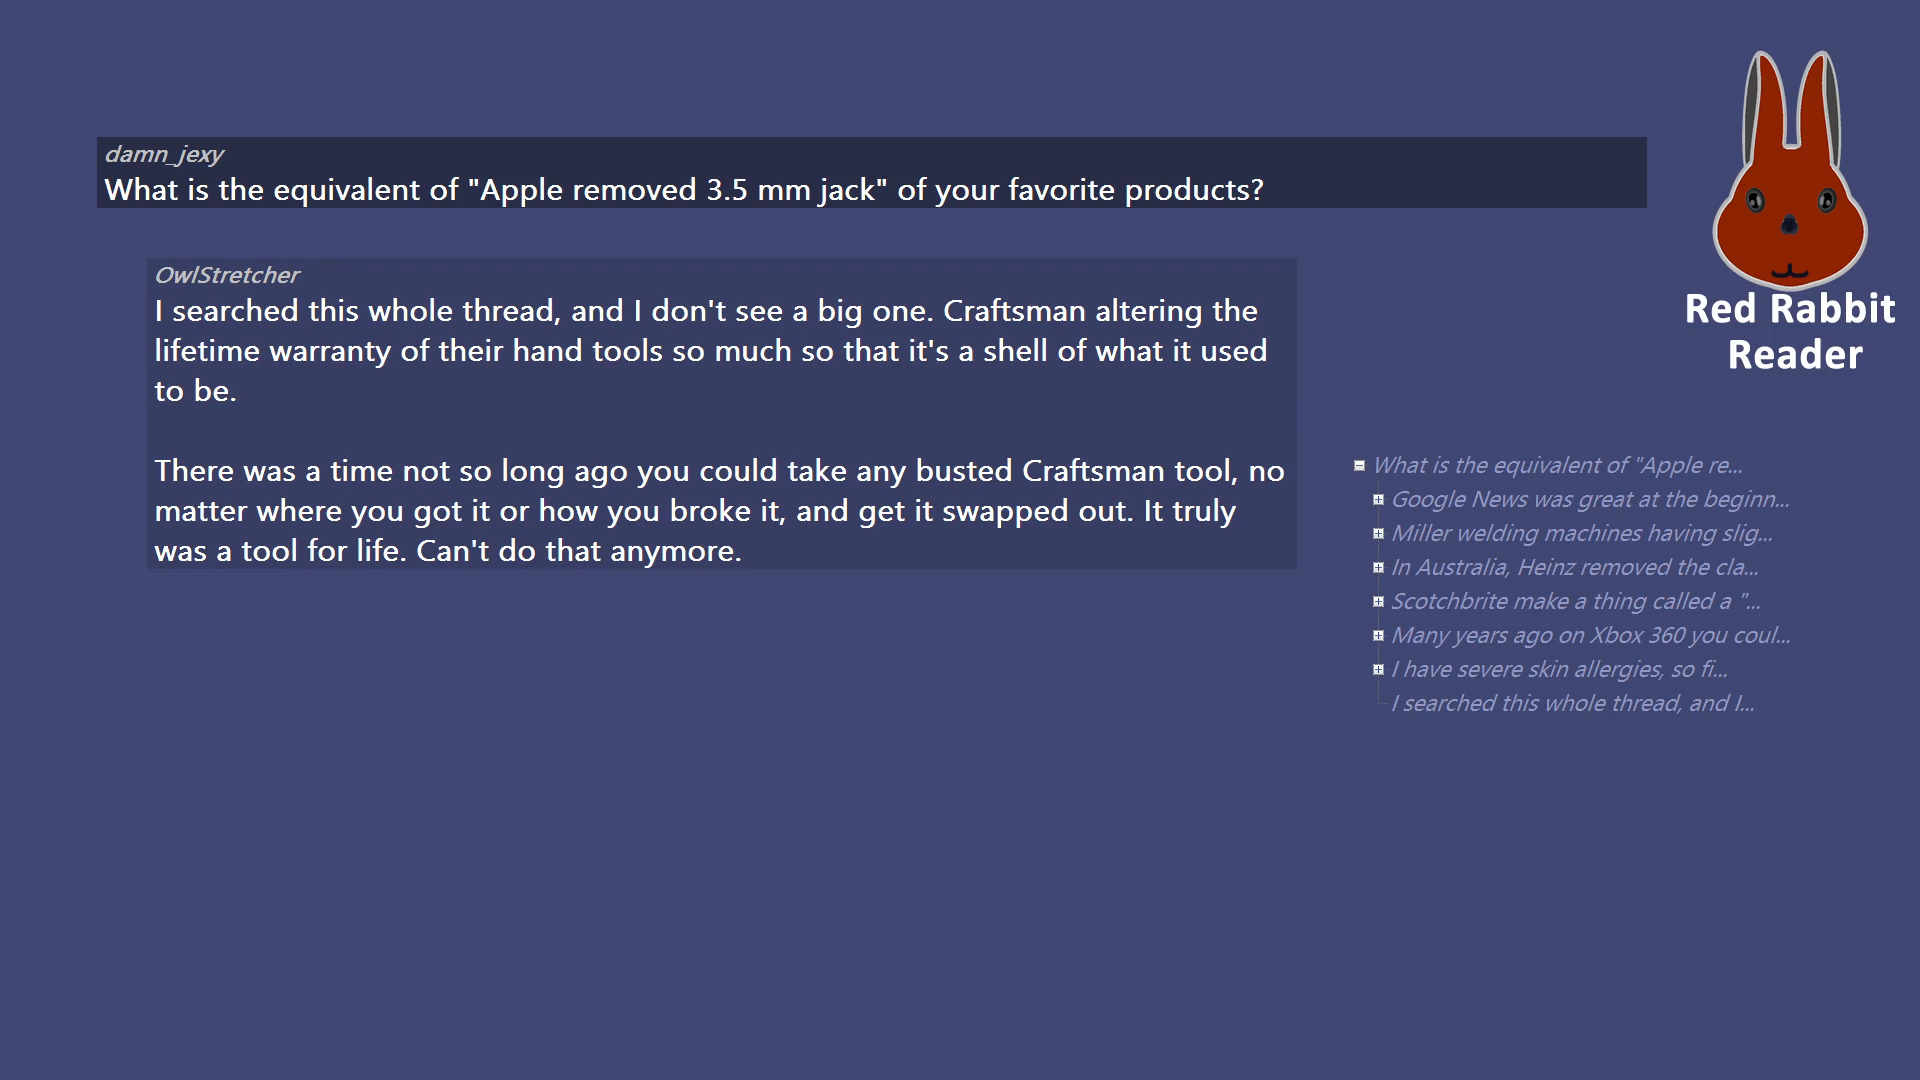 damn_jexy
What is the equivalent of "Apple removed 3.5 mm jack" of your favorite products?
OwlStretcher
I searched this whole thread, and I don't see a big one. Craftsman altering the
lifetime warranty of their hand tools so much so that it's a shell of what it used
to be.
There was a time not so long ago you could take any busted Craftsman tool, no
matter where you got it or how you broke it, and get it swapped out. It truly
was a tool for life. Can't do that anymore.
Red Rabbit
Reader
What is the equivalent of "Apple re...
Google News was great at the beginn...
Miller welding machines having slig...
In Australia, Heinz removed the cla...
Scotchbrite make a thing called a "...
Many years ago on Xbox 360 you coul...
I have severe skin allergies, so fi...
I searched this whole thread, and I...